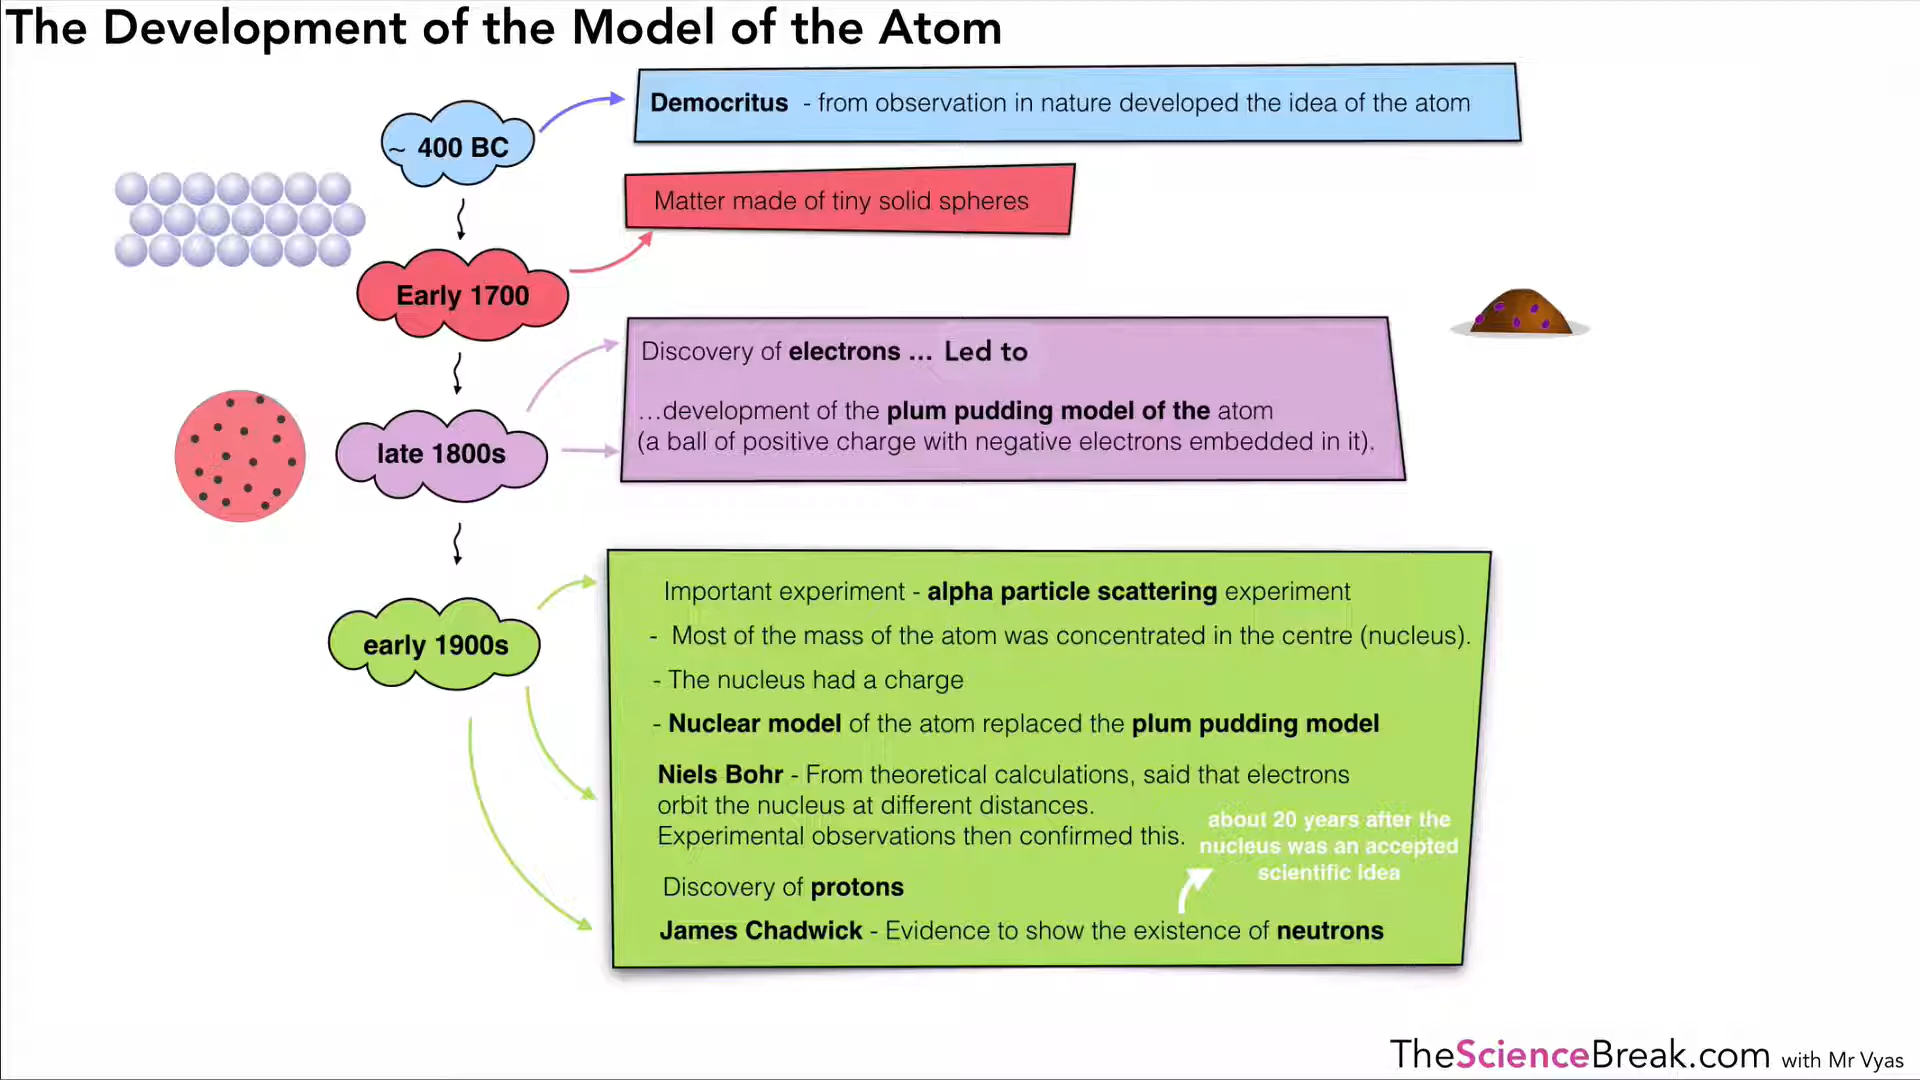 The Development of the Model of the Atom
~ 400 BC
Democritus - from observation in nature developed the idea of the atom
Early 1700
Matter made of tiny solid spheres
late 1800s
Discovery of electrons ... Led to
...development of the plum pudding model of the atom
(a ball of positive charge with negative electrons embedded in it).
early 1900s
Important experiment - alpha particle scattering experiment
- Most of the mass of the atom was concentrated in the centre (nucleus).
- The nucleus had a charge
- Nuclear model of the atom replaced the plum pudding model
Niels Bohr - From theoretical calculations, said that electrons
orbit the nucleus at different distances.
Experimental observations then confirmed this.
about 20 years after the
nucleus was an accepted
scientific idea
Discovery of protons
James Chadwick - Evidence to show the existence of neutrons
TheScienceBreak.com with Mr Vyas